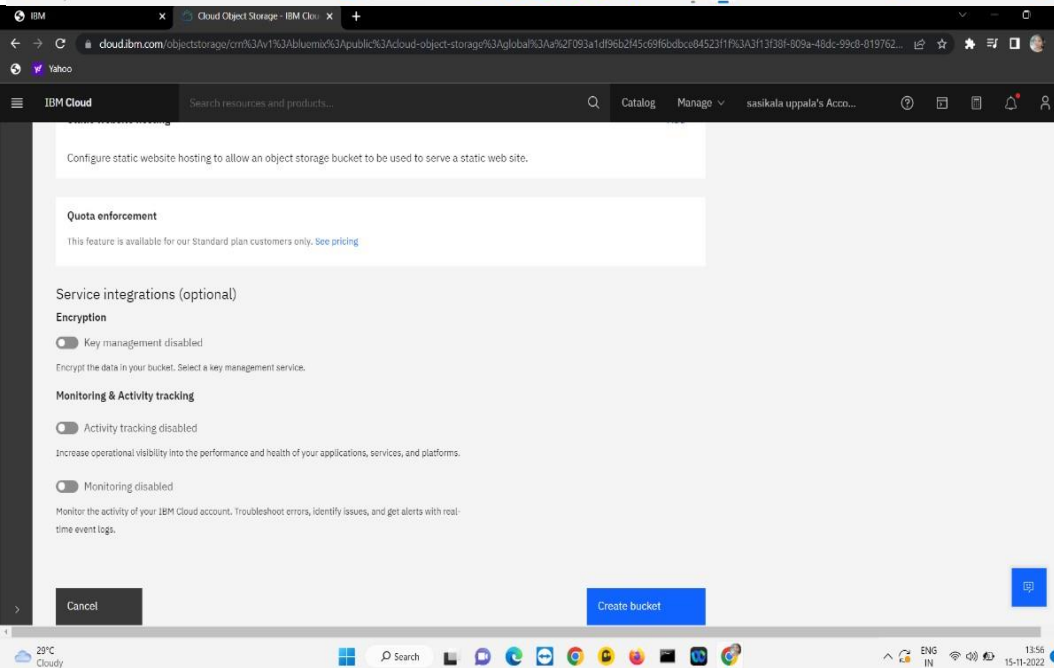 IBM
Cloud Object Storage - IBM Clou
cloud.ibm.com/objectstorage/crn%3Av1%3Abluemix%3Apublic%3Acloud-object-storage%3Aglobal%3Aa%2F093a1df96b2f45c69f6bdbce84523f1f%3A3f13f38f-809a-48dc-99c8-819762...
Yahoo
IBM Cloud
Search resources and products...
Catalog
Manage
sasikala uppala's Acco...
Configure static website hosting to allow an object storage bucket to be used to serve a static web site.
Quota enforcement
This feature is available for our Standard plan customers only. See pricing
Service integrations (optional)
Encryption
Key management disabled
Encrypt the data in your bucket. Select a key management service.
Monitoring & Activity tracking
Activity tracking disabled
Increase operational visibility into the performance and health of your applications, services, and platforms.
Monitoring disabled
Monitor the activity of your IBM Cloud account. Troubleshoot errors, identify issues, and get alerts with real-
time event logs.
Cancel
Create bucket
29°C
Cloudy
Search
ENG
IN
13:56
15-11-2022